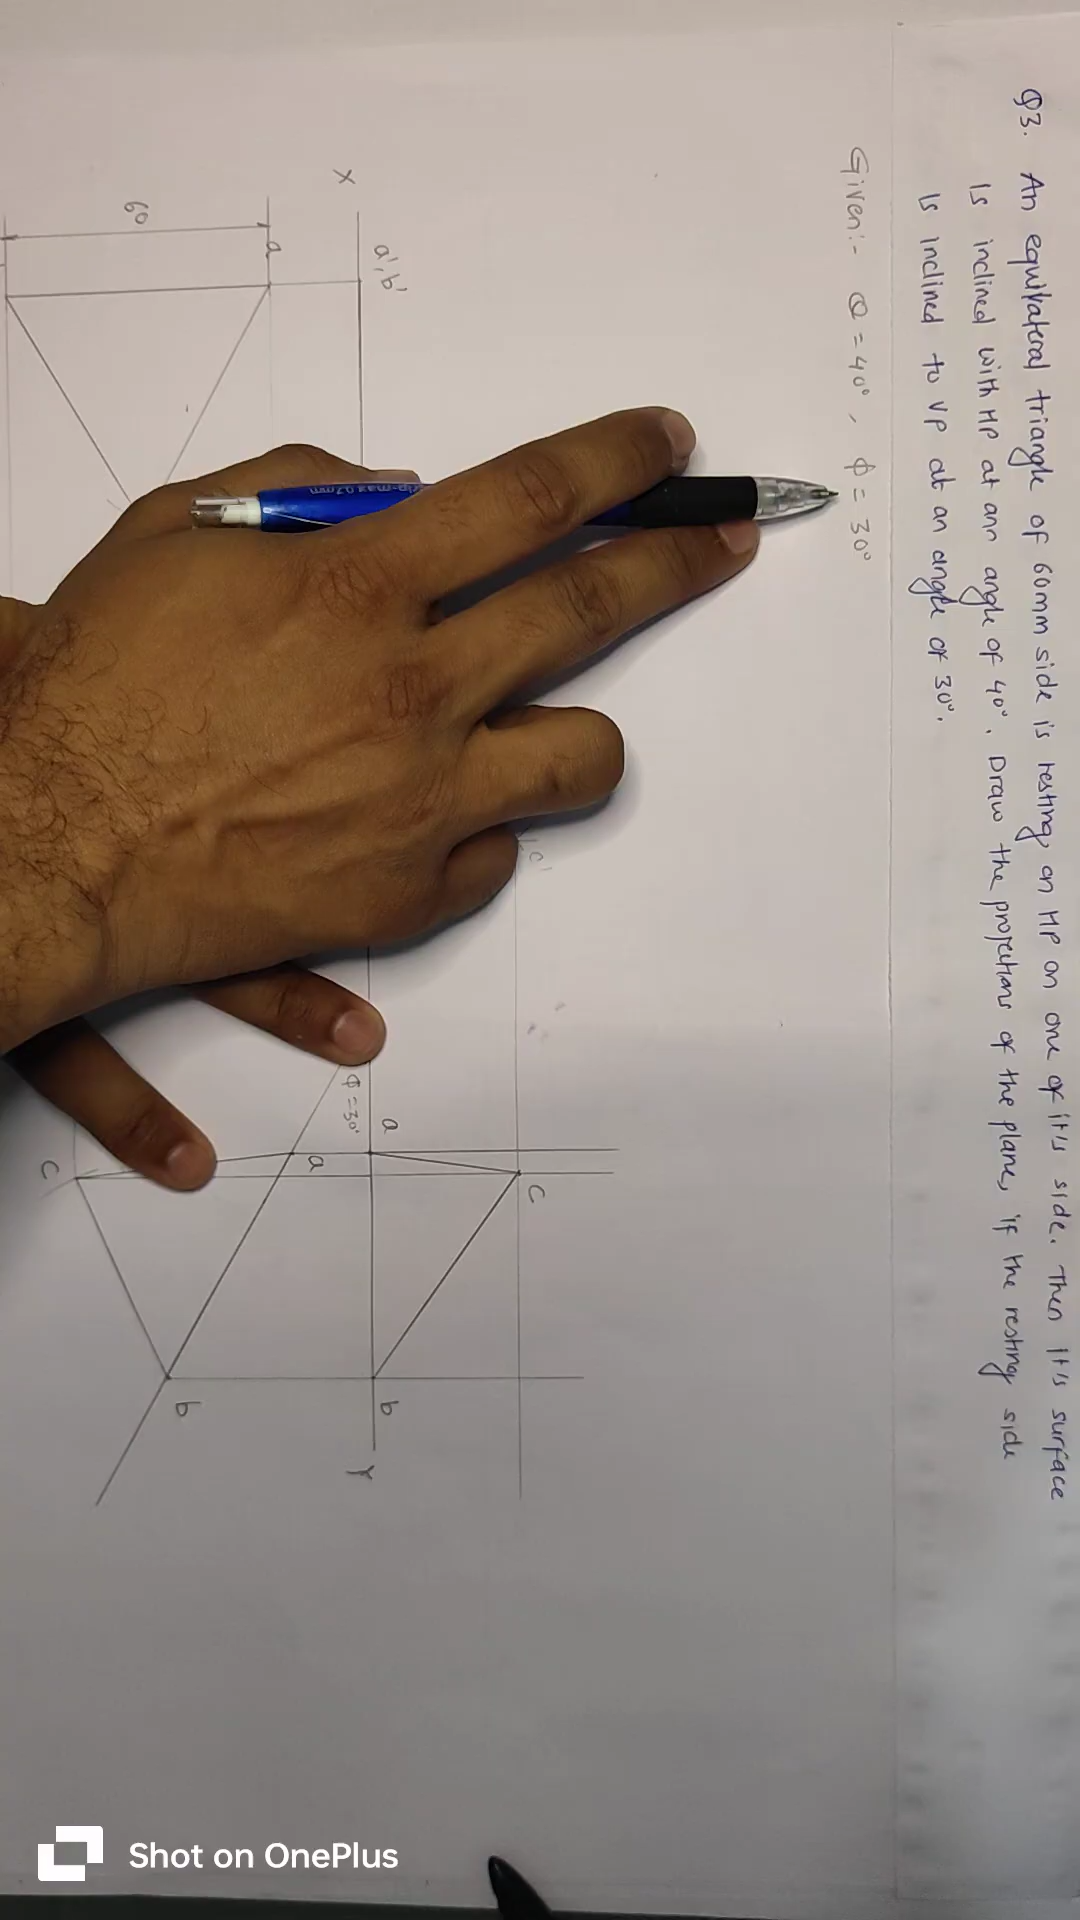 Q3. An equilateral triangle of 60mm side is resting on HP on one of it's side. Then it's surface
Is inclined with HP at ann angle of 40°. Draw the projections of the plane, if the resting side
Is inclined to VP at an angle of 30°.
Given:- Θ = 40°, ϕ = 30°
c'
c
a',b'
a
b
X
Y
ϕ=30°
a
a
60
b
c
Shot on OnePlus